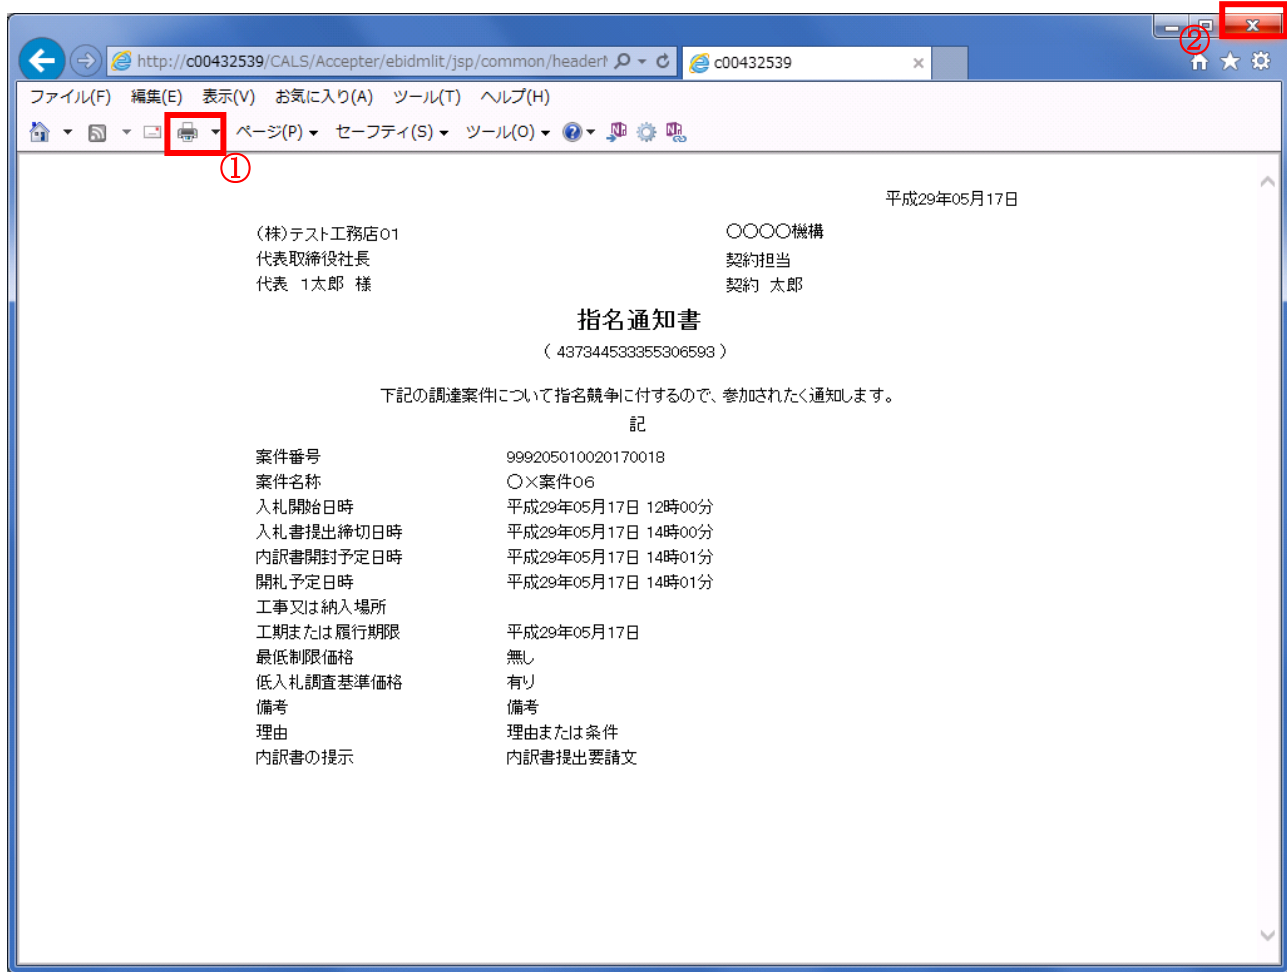 ②
http://c00432539/CALS/Accepter/ebidmlit/jsp/common/header
c00432539
ファイル(F) 編集(E) 表示(V) お気に入り(A) ツール(T) ヘルプ(H)
ページ(P) セーフティ(S) ツール(O)
①
平成29年05月17日
(株)テスト工務店01
〇〇〇〇機構
代表取締役社長
契約担当
代表 1太郎 様
契約 太郎
指名通知書
( 437344533355306593 )
下記の調達案件について指名競争に付するので、参加されたく通知します。
記
案件番号 999205010020170018
案件名称 〇×案件06
入札開始日時 平成29年05月17日 12時00分
入札書提出締切日時 平成29年05月17日 14時00分
内訳書開封予定日時 平成29年05月17日 14時01分
開札予定日時 平成29年05月17日 14時01分
工事又は納入場所
工期または履行期限 平成29年05月17日
最低制限価格 無し
低入札調査基準価格 有り
備考 備考
理由 理由または条件
内訳書の提示 内訳書提出要請文